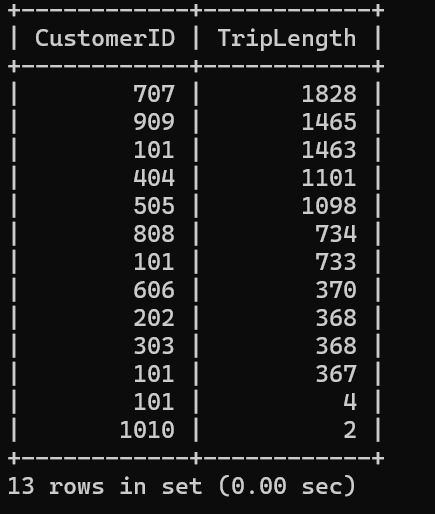 +------------+------------+
| CustomerID | TripLength |
+------------+------------+
|        707 |       1828 |
|        909 |       1465 |
|        101 |       1463 |
|        404 |       1101 |
|        505 |       1098 |
|        808 |        734 |
|        101 |        733 |
|        606 |        370 |
|        202 |        368 |
|        303 |        368 |
|        101 |        367 |
|        101 |          4 |
|       1010 |          2 |
+------------+------------+
13 rows in set (0.00 sec)